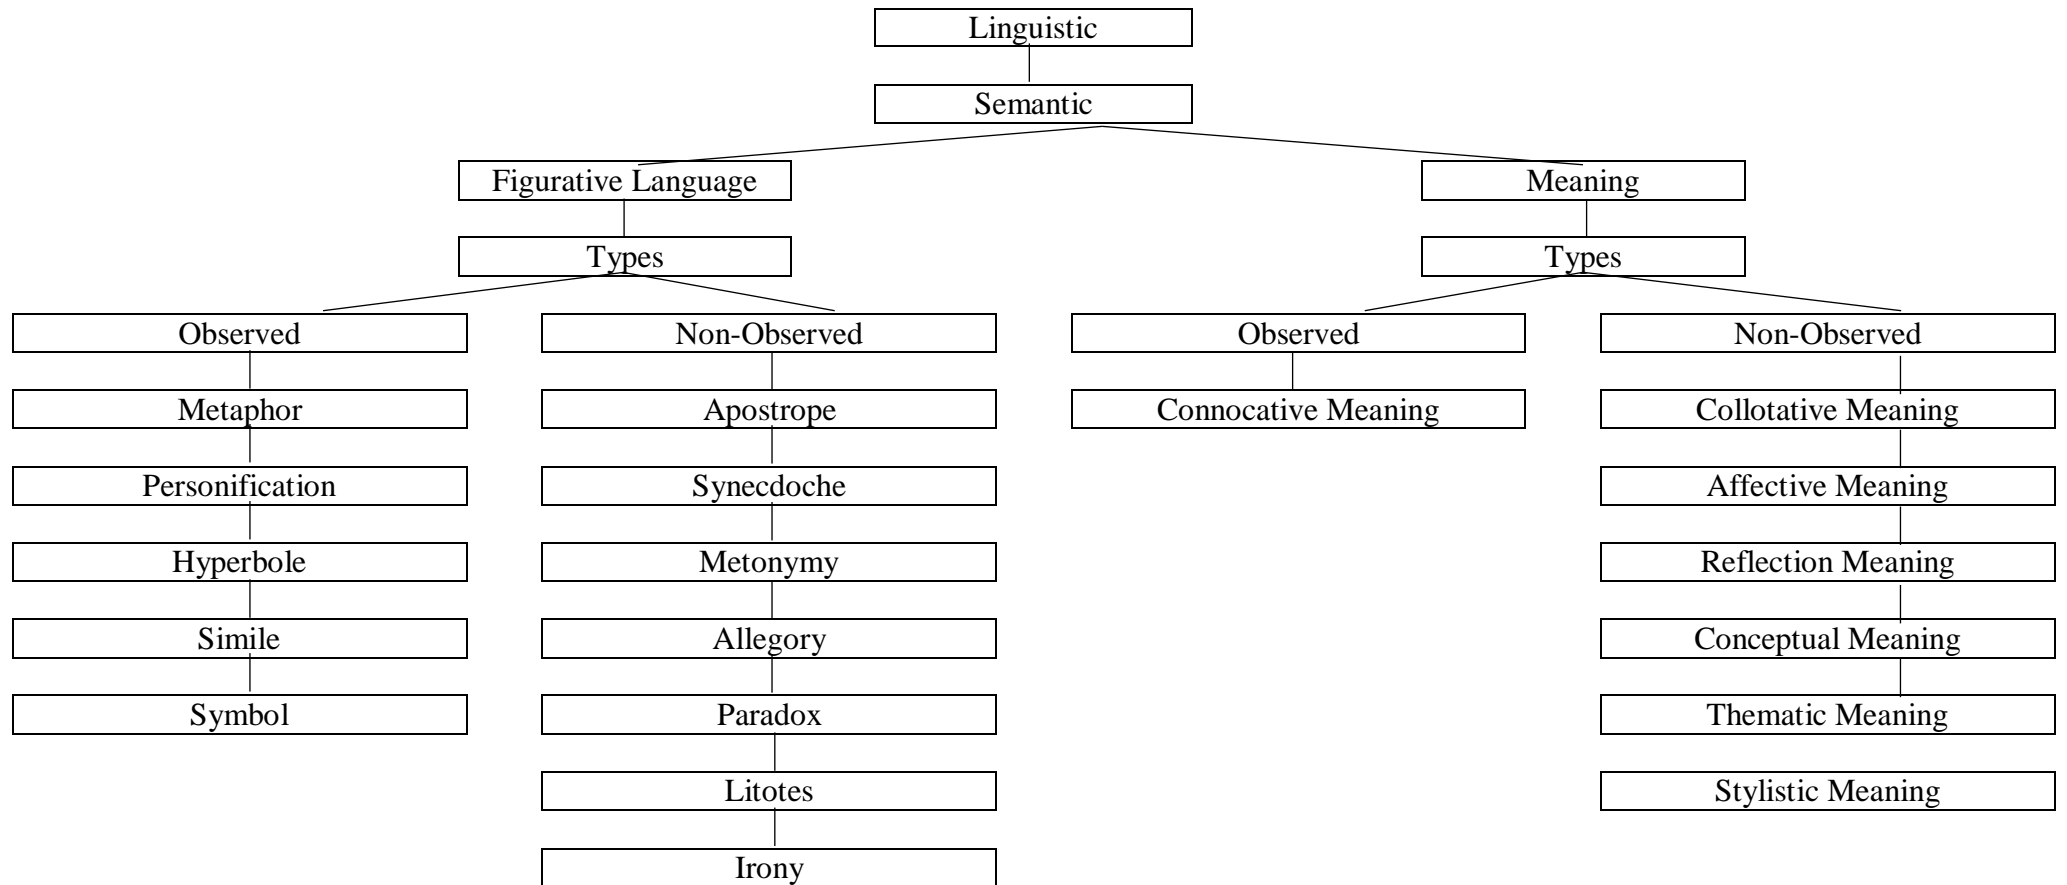 Linguistic
Semantic
Figurative Language
Meaning
Types
Types
Observed
Non-Observed
Observed
Non-Observed
Metaphor
Apostrope
Connocative Meaning
Collotative Meaning
Personification
Synecdoche
Affective Meaning
Hyperbole
Metonymy
Reflection Meaning
Simile
Allegory
Conceptual Meaning
Symbol
Paradox
Thematic Meaning
Litotes
Stylistic Meaning
Irony